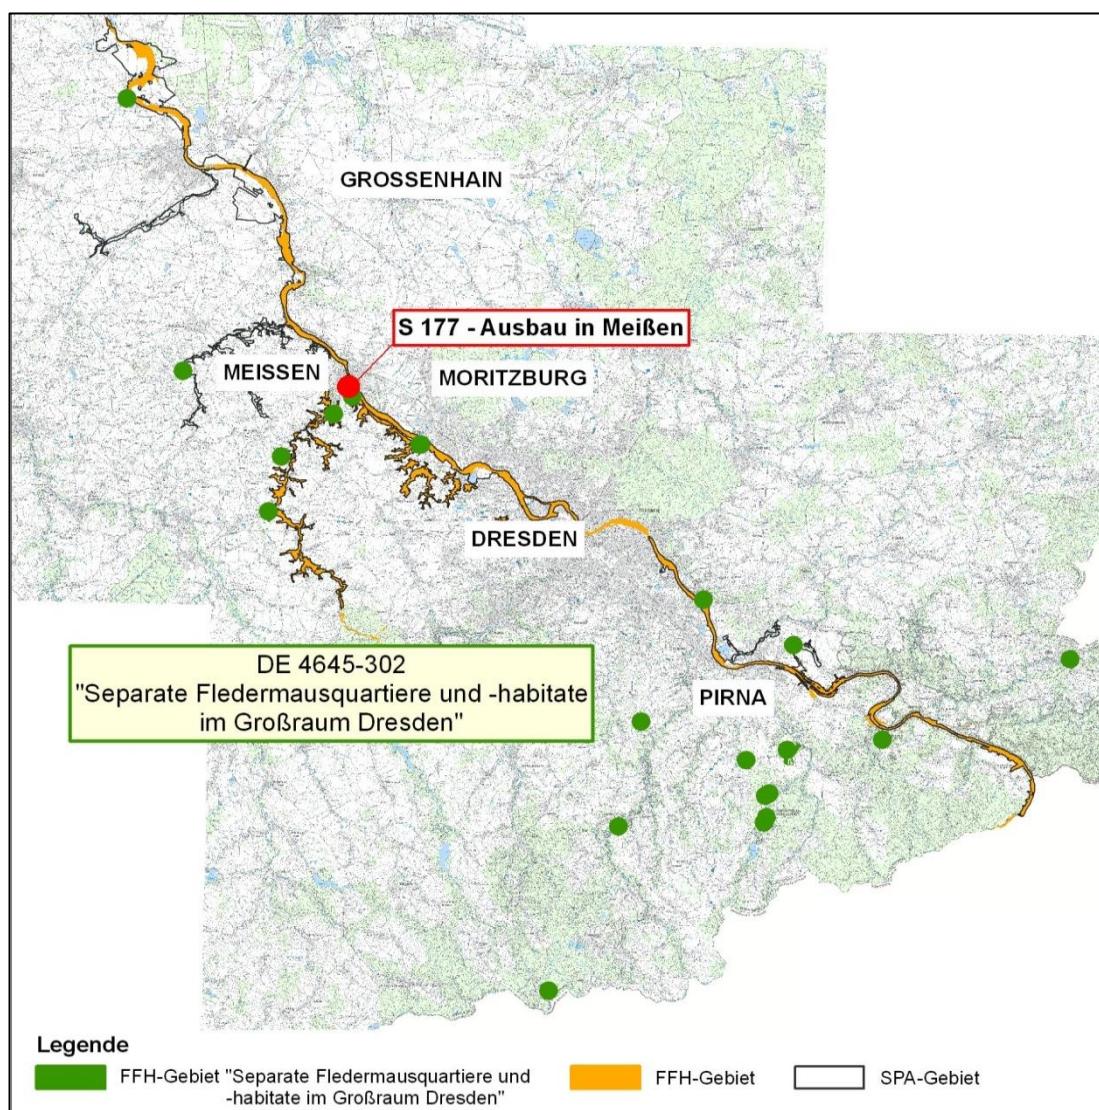 GROSSENHAIN
S 177 - Ausbau in Meißen
MEISSEN
MORITZBURG
DRESDEN
DE 4645-302
"Separate Fledermausquartiere und -habitate
im Großraum Dresden"
PIRNA
Legende
FFH-Gebiet "Separate Fledermausquartiere und
-habitate im Großraum Dresden"
FFH-Gebiet
SPA-Gebiet